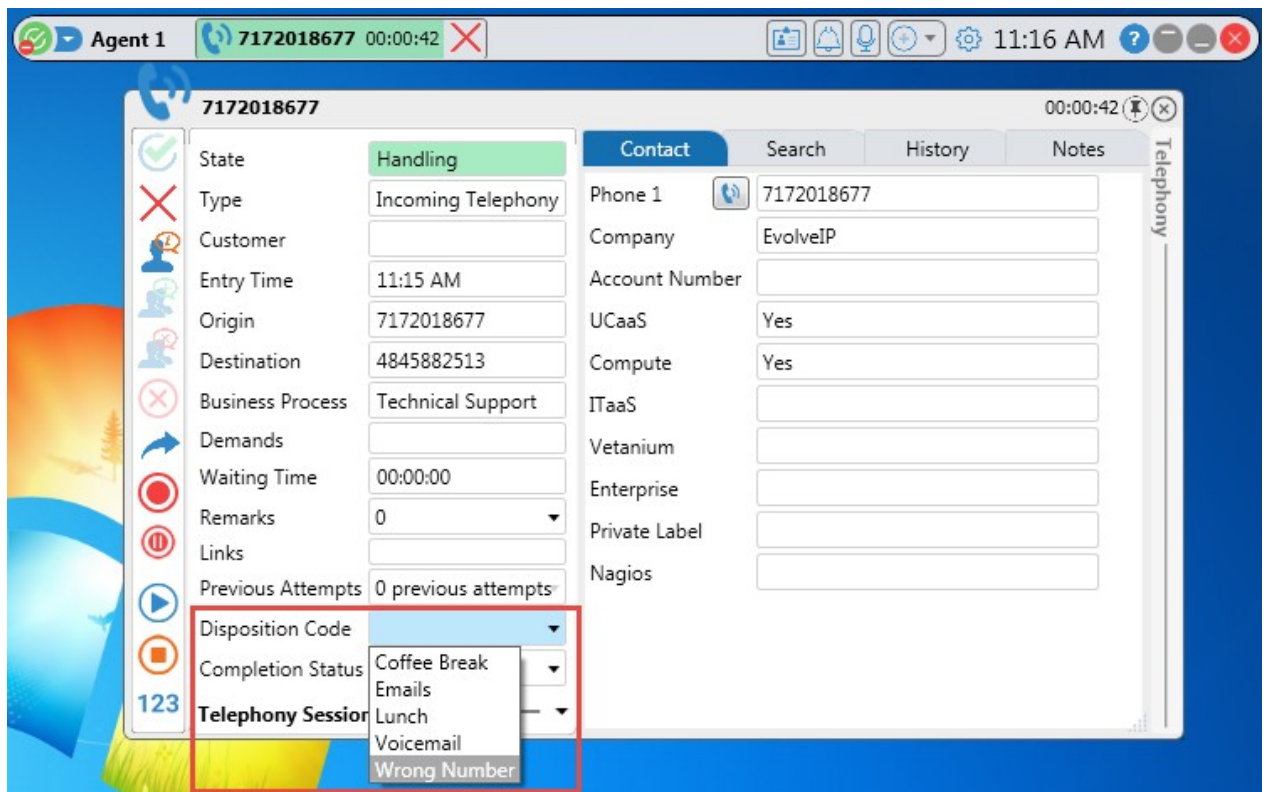 Agent 1 7172018677 00:00:42 11:16 AM ?
7172018677 00:00:42
Contact Search History Notes
Telephony
State Handling
Type Incoming Telephony
Customer
Entry Time 11:15 AM
Origin 7172018677
Destination 4845882513
Business Process Technical Support
Demands
Waiting Time 00:00:00
Remarks 0
Links
Previous Attempts 0 previous attempts
Disposition Code
Completion Status
Telephony Session
Coffee Break
Emails
Lunch
Voicemail
Wrong Number
123
Phone 1 7172018677
Company EvolveIP
Account Number
UCaaS Yes
Compute Yes
ITaaS
Vetanium
Enterprise
Private Label
Nagios